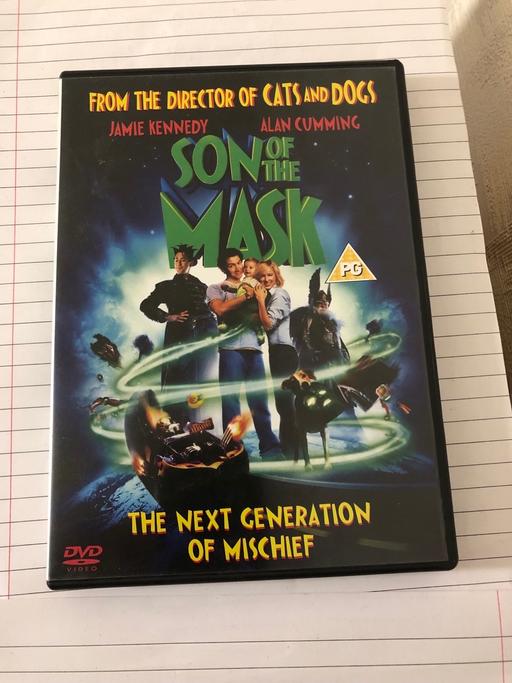 FROM THE DIRECTOR OF CATS AND DOGS
JAMIE KENNEDY ALAN CUMMING
SON OF THE
MASK
PG
THE NEXT GENERATION
OF MISCHIEF
DVD
VIDEO